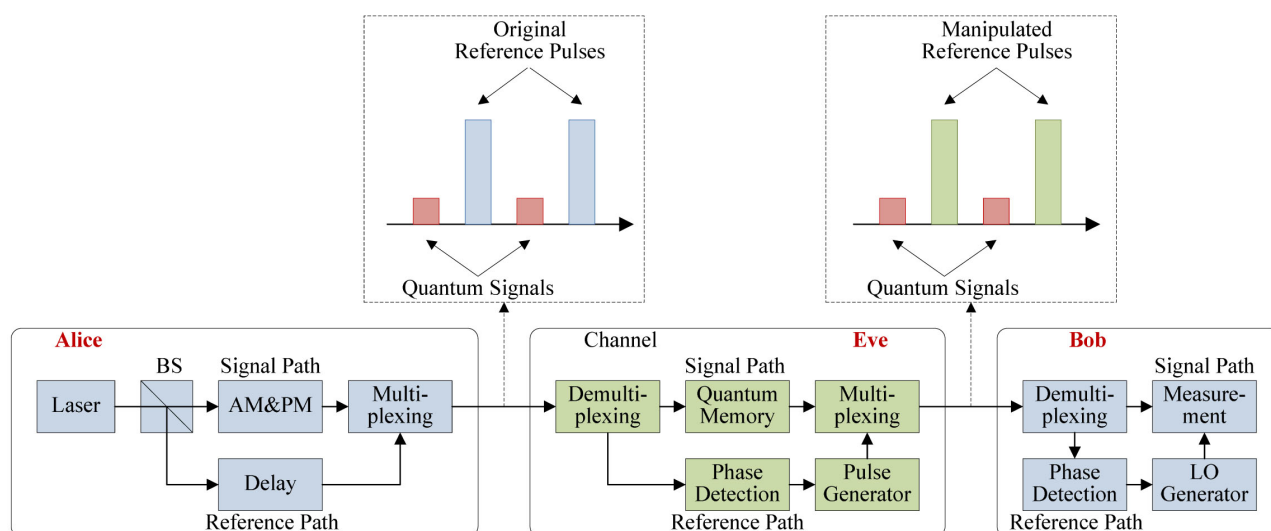 Original
Reference Pulses
Quantum Signals
Manipulated
Reference Pulses
Quantum Signals
Alice
BS
Signal Path
Laser
AM&PM
Multi-
plexing
Delay
Reference Path
Channel
Eve
Signal Path
Demulti-
plexing
Quantum
Memory
Multi-
plexing
Phase
Detection
Pulse
Generator
Reference Path
Bob
Signal Path
Demulti-
plexing
Measure-
ment
Phase
Detection
LO
Generator
Reference Path